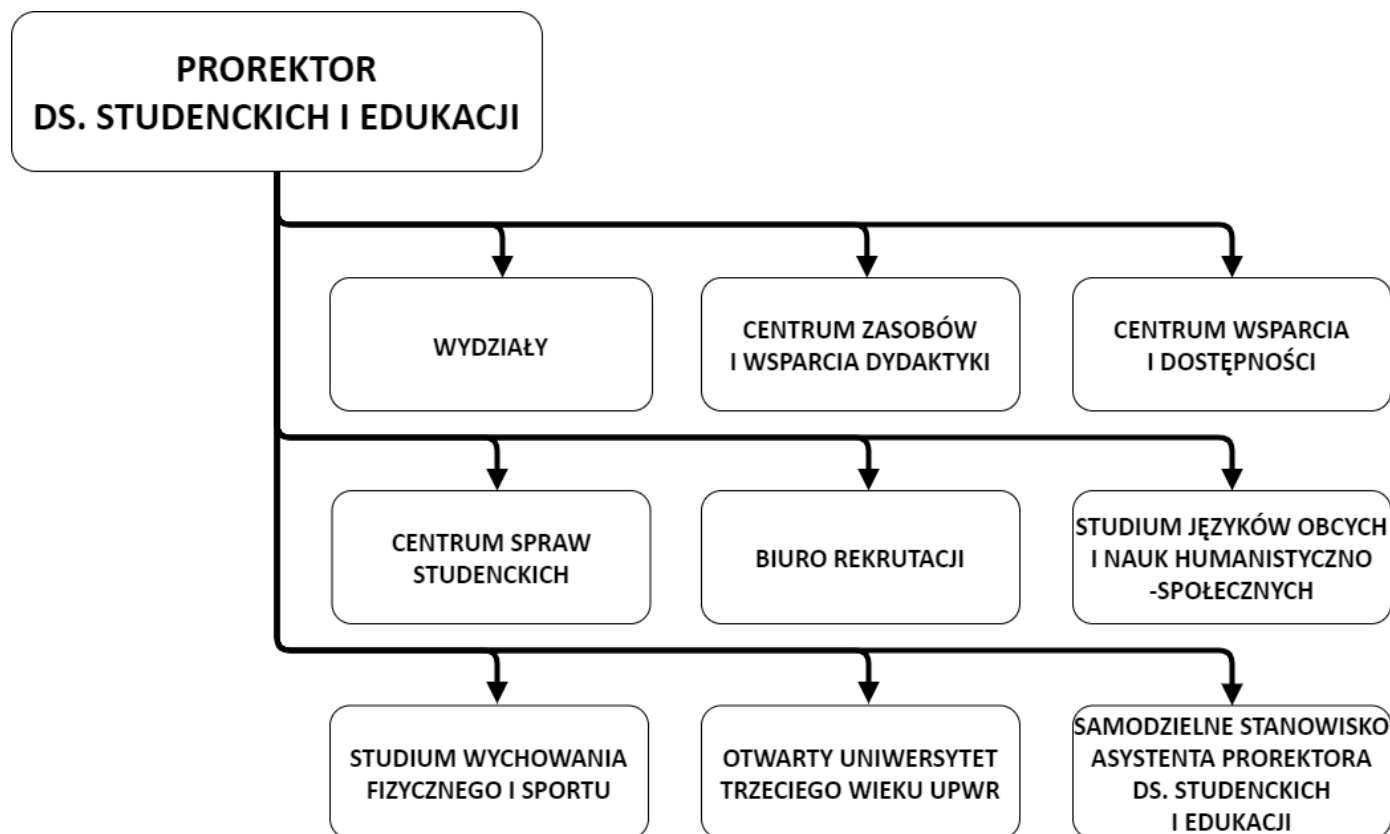 PROREKTOR
DS. STUDENCKICH I EDUKACJI
WYDZIAŁY
CENTRUM ZASOBÓW
I WSPARCIA DYDAKTYKI
CENTRUM WSPARCIA
I DOSTĘPNOŚCI
CENTRUM SPRAW
STUDENCKICH
BIURO REKRUTACJI
STUDIUM JĘZYKÓW OBCYCH
I NAUK HUMANISTYCZNO
-SPOŁECZNYCH
STUDIUM WYCHOWANIA
FIZYCZNEGO I SPORTU
OTWARTY UNIWERSYTET
TRZECIEGO WIEKU UPWR
SAMODZIELNE STANOWISKO
ASYSTENTA PROREKTORA
DS. STUDENCKICH
I EDUKACJI